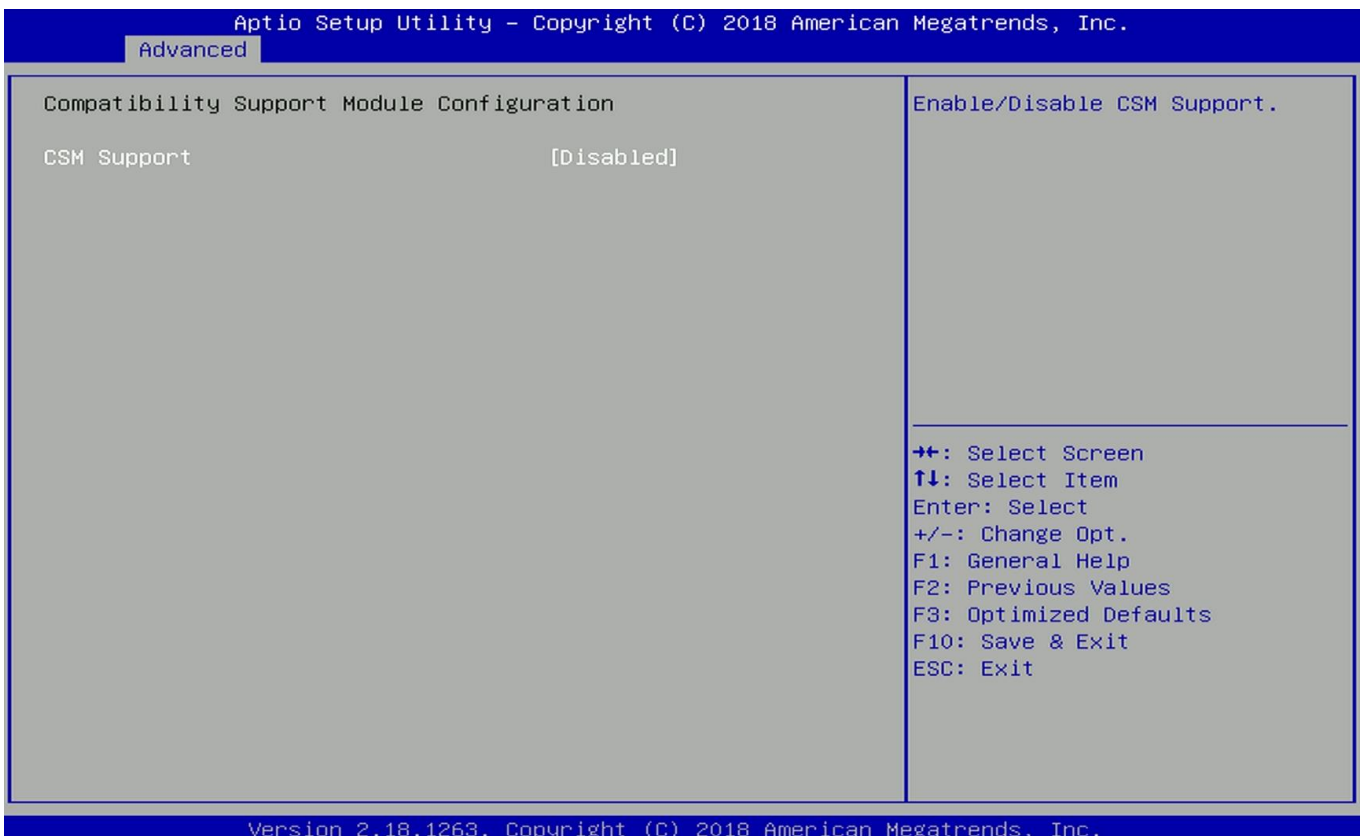 Aptio Setup Utility – Copyright (C) 2018 American Megatrends, Inc.
Advanced
Compatibility Support Module Configuration
CSM Support [Disabled]
Enable/Disable CSM Support.
→←: Select Screen
↑↓: Select Item
Enter: Select
+/-: Change Opt.
F1: General Help
F2: Previous Values
F3: Optimized Defaults
F10: Save & Exit
ESC: Exit
Version 2.18.1263. Copyright (C) 2018 American Megatrends, Inc.